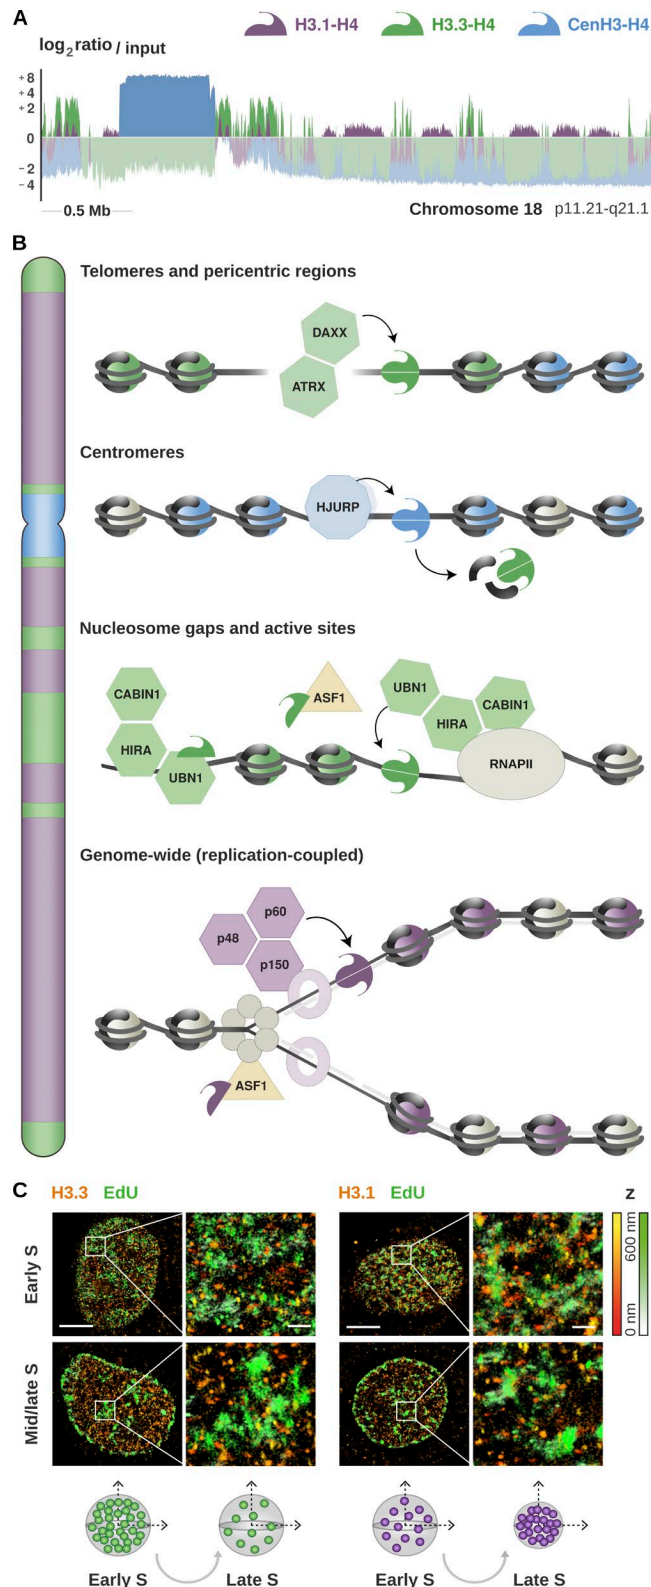 A
H3.1-H4 H3.3-H4 CenH3-H4
log2ratio / input
+8
+4
+2
0
-2
-4
0.5 Mb
Chromosome 18 p11.21-q21.1
B
Telomeres and pericentric regions
DAXX
ATRX
Centromeres
HJURP
Nucleosome gaps and active sites
CABIN1
HIRA
UBN1
ASF1
UBN1
HIRA
CABIN1
RNAPII
Genome-wide (replication-coupled)
p60
p48
p150
ASF1
C
H3.3 EdU H3.1 EdU z
Early S
600 nm
0 nm
Mid/late S
Early S Late S Early S Late S